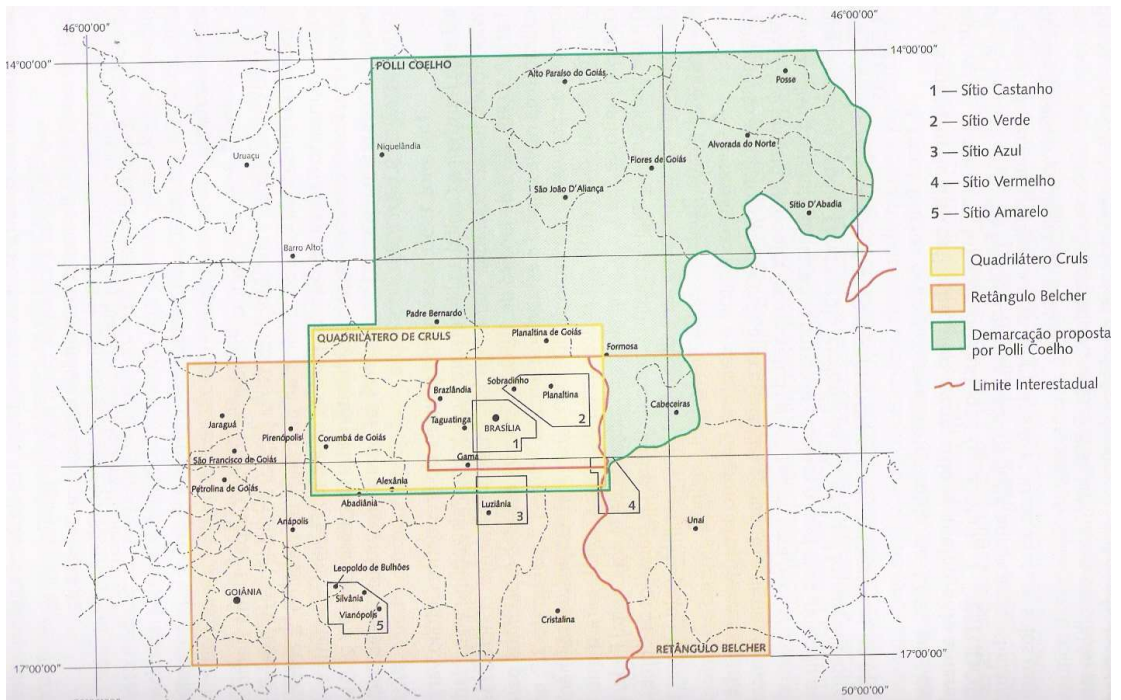 46°00'00"
46°00'00"
14°00'00"
14°00'00"
POLLI COELHO
Alto Paraíso do Goiás
Posse
Niquelândia
Uruaçu
Alvorada do Norte
Flores de Goiás
São João D'Aliança
Sítio D'Abadia
Barro Alto
Padre Bernardo
QUADRILÁTERO DE CRULS
Planaltina de Goiás
Formosa
Sobradinho
Brazlândia
Planaltina
Cabeceiras
Jaraguá
Taguatinga
BRASÍLIA
2
Pirenópolis
Corumbá de Goiás
1
São Francisco de Goiás
Gama
Petrolina de Goiás
Alexânia
Abadiânia
Luziânia
3
4
Anápolis
Unaí
Leopoldo de Bulhões
GOIÂNIA
Silvânia
Vianópolis
5
Cristalina
RETÂNGULO BELCHER
17°00'00"
17°00'00"
50°00'00"
1 — Sítio Castanho
2 — Sítio Verde
3 — Sítio Azul
4 — Sítio Vermelho
5 — Sítio Amarelo
Quadrilátero Cruls
Retângulo Belcher
Demarcação proposta
por Polli Coelho
Limite Interestadual